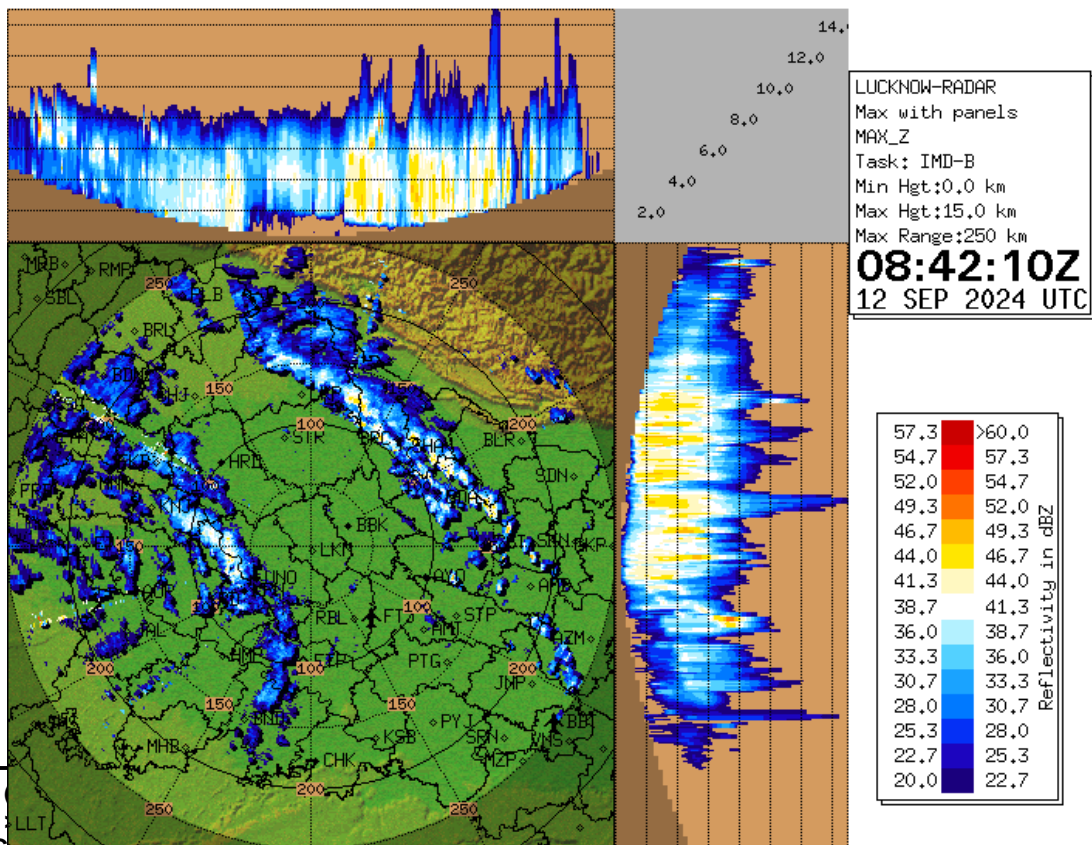 14.
12.0
10.0
8.0
6.0
4.0
2.0
LUCKNOW-RADAR
Max with panels
MAX_Z
Task: IMD-B
Min Hgt:0.0 km
Max Hgt:15.0 km
Max Range:250 km
08:42:10Z
12 SEP 2024 UTC
MRB
RMP
250
250
SBL
LB
BRL
150
100
200
STR
BLR
HRD
SDN
BBK
LKN
150
UNO
AYD
RBL
FTJ
100
STP
AMT
AZM
HMP
PTG
200
100
JNP
150
150
PYJ
KSB
SRN
MHB
CHK
MZP
200
250
250
LLT
57.3 >60.0
54.7 57.3
52.0 54.7
49.3 52.0
46.7 49.3
44.0 46.7
41.3 44.0
38.7 41.3
36.0 38.7
33.3 36.0
30.7 33.3
28.0 30.7
25.3 28.0
22.7 25.3
20.0 22.7
Reflectivity in dBZ